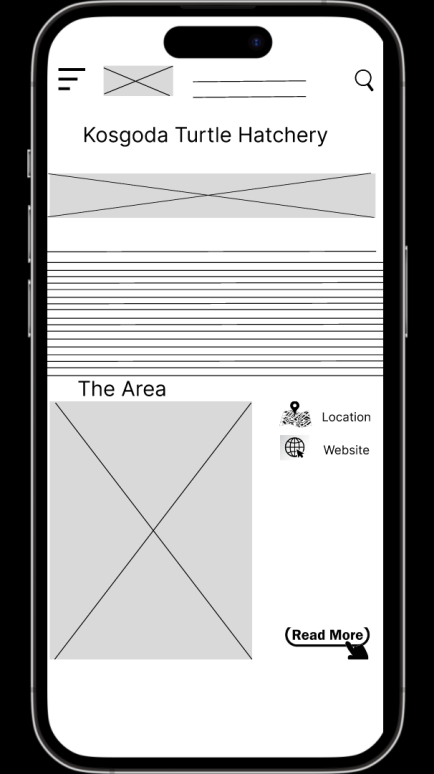 Kosgoda Turtle Hatchery
The Area
Location
Website
Read More